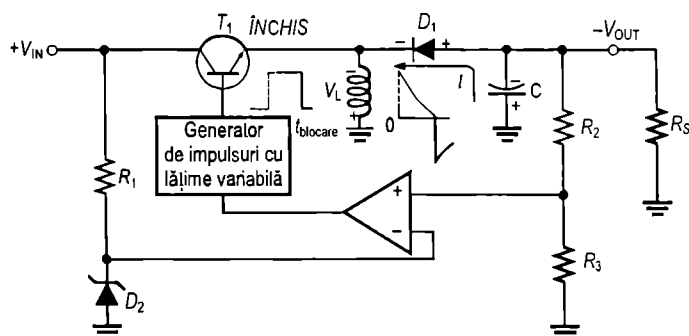 T₁ ÎNCHIS
+V_IN
D₁
−V_OUT
− +
V_L
−
+
t_blocare
0
I
−
+
C
R₂
R_S
Generator
de impulsuri cu
lățime variabilă
R₁
+
−
R₃
D₂